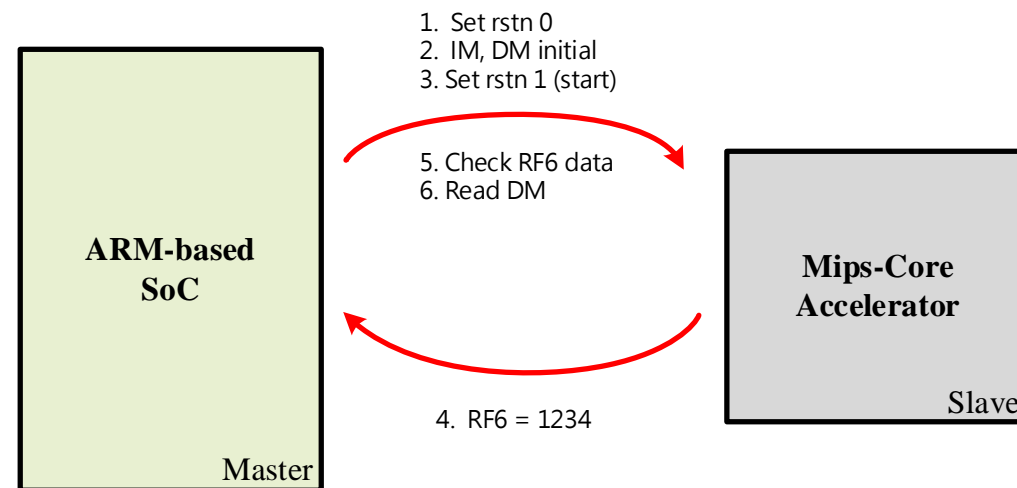 1. Set rstn 0
2. IM, DM initial
3. Set rstn 1 (start)
5. Check RF6 data
6. Read DM
ARM-based
SoC
Master
Mips-Core
Accelerator
Slave
4. RF6 = 1234